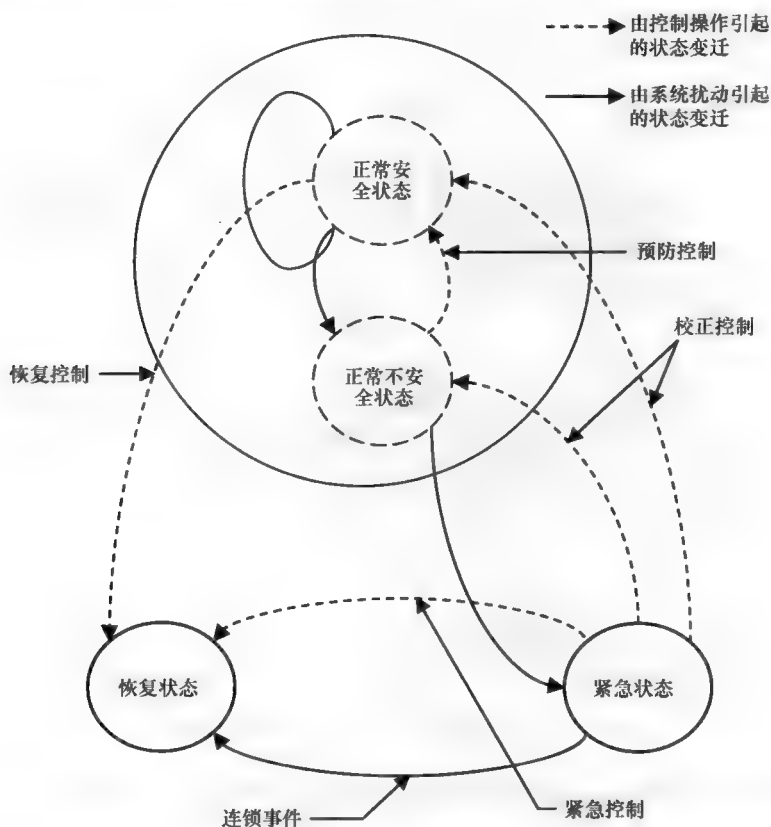 由控制操作引起
的状态变迁
由系统扰动引起
的状态变迁
正常安
全状态
预防控制
校正控制
恢复控制
正常不安
全状态
恢复状态
紧急状态
连锁事件
紧急控制